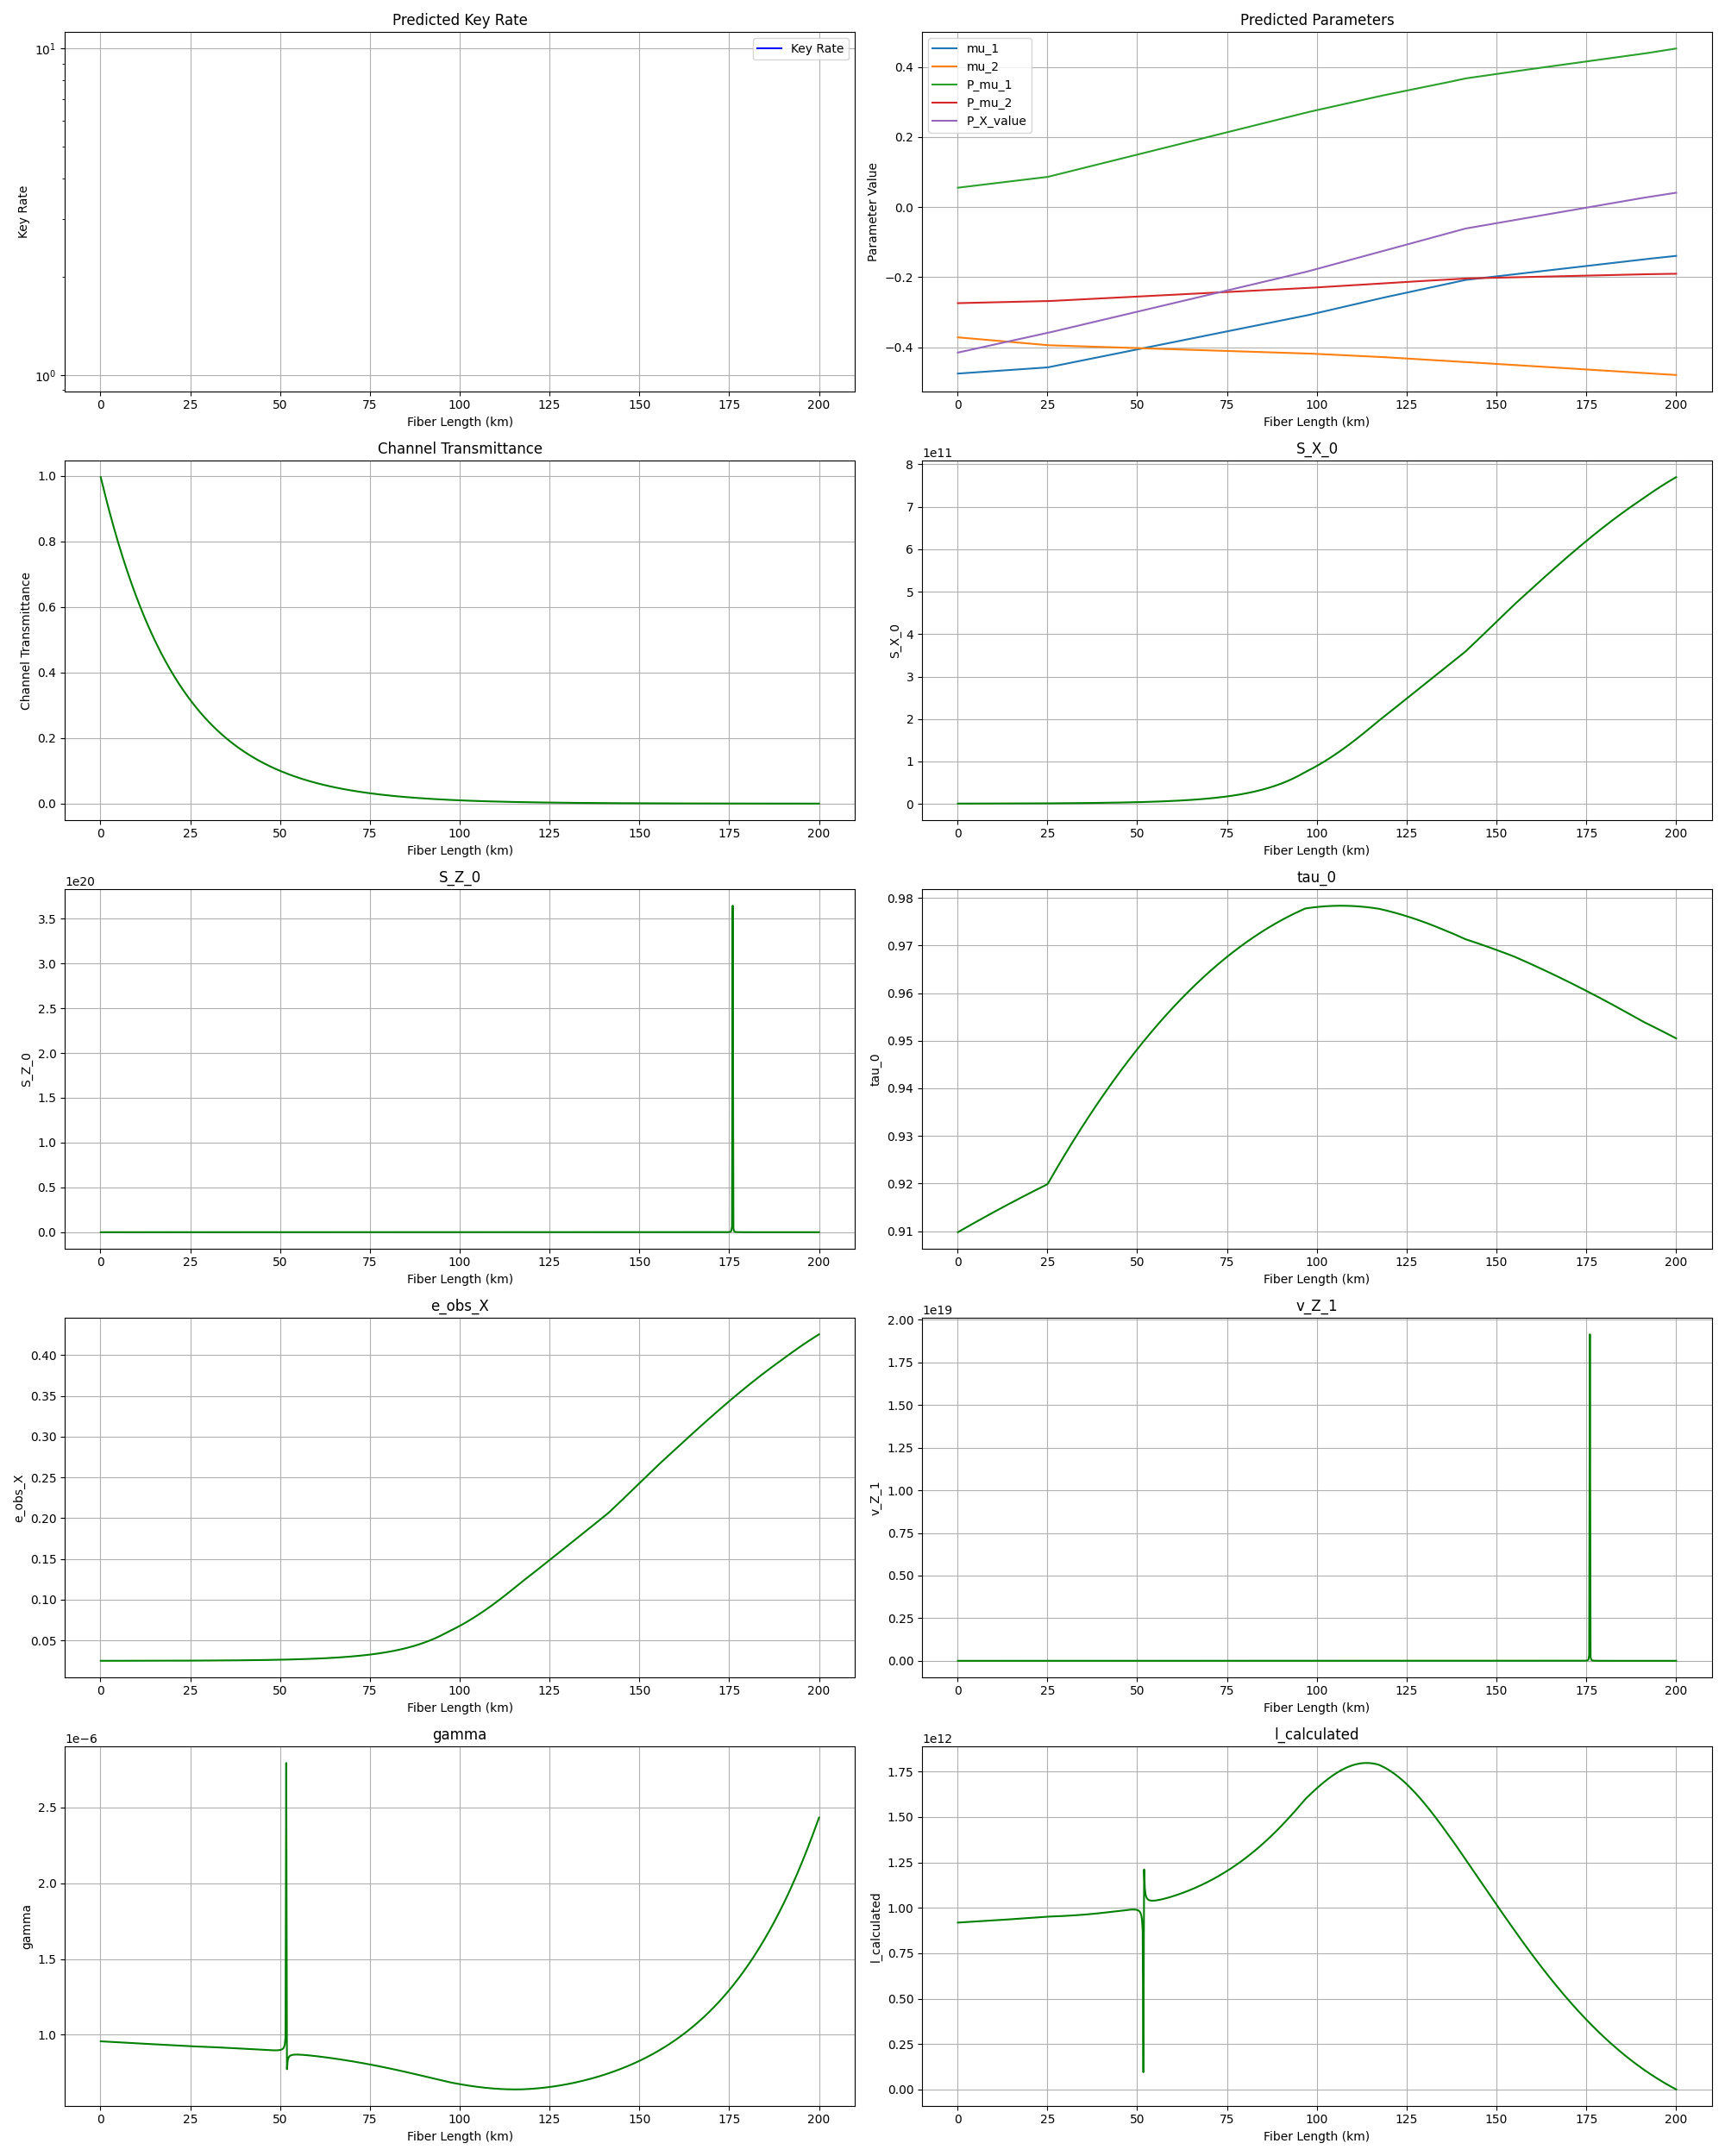 Predicted Key Rate
Key Rate
10^1
10^0
Key Rate
0 25 50 75 100 125 150 175 200
Fiber Length (km)
Predicted Parameters
mu_1
mu_2
P_mu_1
P_mu_2
P_X_value
Parameter Value
0.4
0.2
0.0
−0.2
−0.4
0 25 50 75 100 125 150 175 200
Fiber Length (km)
Channel Transmittance
Channel Transmittance
1.0
0.8
0.6
0.4
0.2
0.0
0 25 50 75 100 125 150 175 200
Fiber Length (km)
S_X_0
1e11
S_X_0
8
7
6
5
4
3
2
1
0
0 25 50 75 100 125 150 175 200
Fiber Length (km)
S_Z_0
1e20
S_Z_0
3.5
3.0
2.5
2.0
1.5
1.0
0.5
0.0
0 25 50 75 100 125 150 175 200
Fiber Length (km)
tau_0
tau_0
0.98
0.97
0.96
0.95
0.94
0.93
0.92
0.91
0 25 50 75 100 125 150 175 200
Fiber Length (km)
e_obs_X
e_obs_X
0.40
0.35
0.30
0.25
0.20
0.15
0.10
0.05
0 25 50 75 100 125 150 175 200
Fiber Length (km)
v_Z_1
1e19
v_Z_1
2.00
1.75
1.50
1.25
1.00
0.75
0.50
0.25
0.00
0 25 50 75 100 125 150 175 200
Fiber Length (km)
gamma
1e−6
gamma
2.5
2.0
1.5
1.0
0 25 50 75 100 125 150 175 200
Fiber Length (km)
l_calculated
1e12
l_calculated
1.75
1.50
1.25
1.00
0.75
0.50
0.25
0.00
0 25 50 75 100 125 150 175 200
Fiber Length (km)